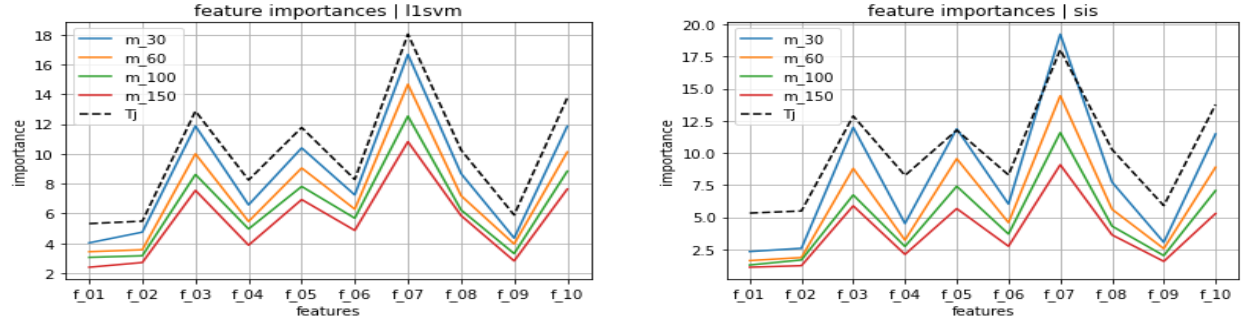 feature importances | l1svm
importance
18
16
14
12
10
8
6
4
2
m_30
m_60
m_100
m_150
Tj
f_01 f_02 f_03 f_04 f_05 f_06 f_07 f_08 f_09 f_10
features
feature importances | sis
importance
20.0
17.5
15.0
12.5
10.0
7.5
5.0
2.5
m_30
m_60
m_100
m_150
Tj
f_01 f_02 f_03 f_04 f_05 f_06 f_07 f_08 f_09 f_10
features